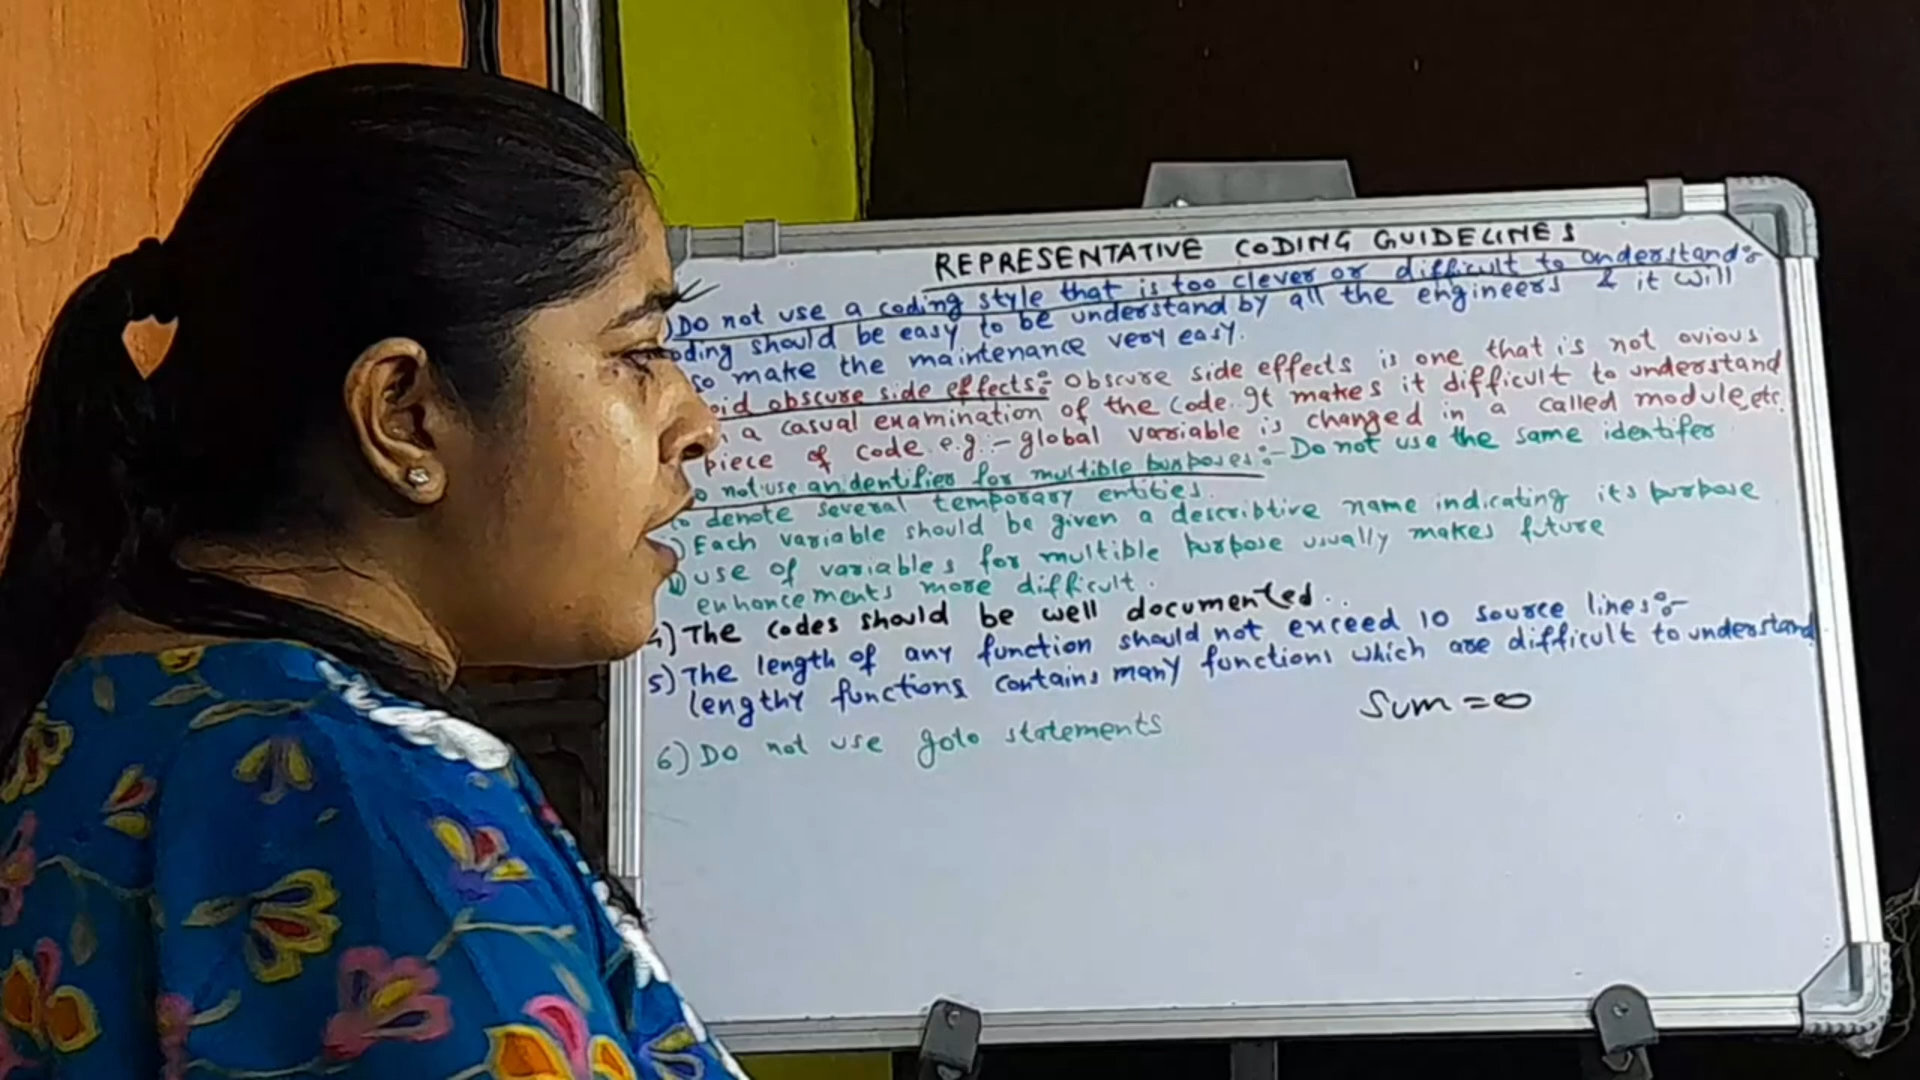 REPRESENTATIVE CODING GUIDELINES
)Do not use a coding style that is too clever or difficult to understand:
oding should be easy to be understand by all the engineers & it will
so make the maintenance very easy.
oid obscure side effects:- obscure side effects is one that is not ovious
a casual examination of the code. It makes it difficult to understand
piece of code. e.g:- global variable is changed in a called module, etc.
o not use an identifier for multible purposes:- Do not use the same identifer
to denote several temporary entities.
) Each variable should be given a descriptive name indicating its purpose
use of variables for multible purpose usually makes future
enhancements more difficult.
4) The codes should be well documented.
5) The length of any function should not exceed 10 source lines:-
lengthy functions contains many functions which are difficult to understand
Sum =
6) Do not use goto statements